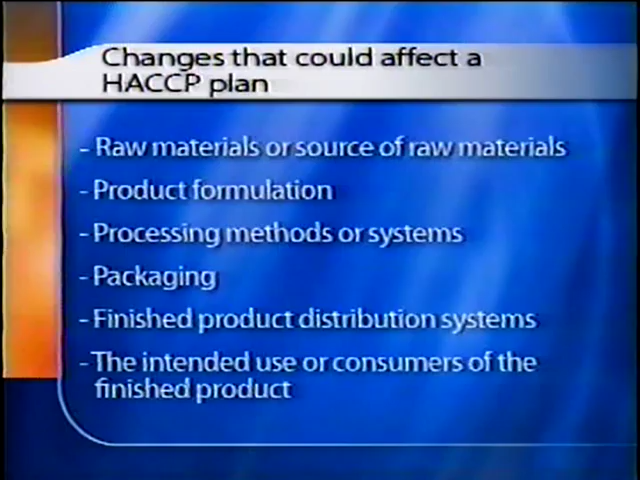 Changes that could affect a
HACCP plan
- Raw materials or source of raw materials
- Product formulation
- Processing methods or systems
- Packaging
- Finished product distribution systems
- The intended use or consumers of the
finished product